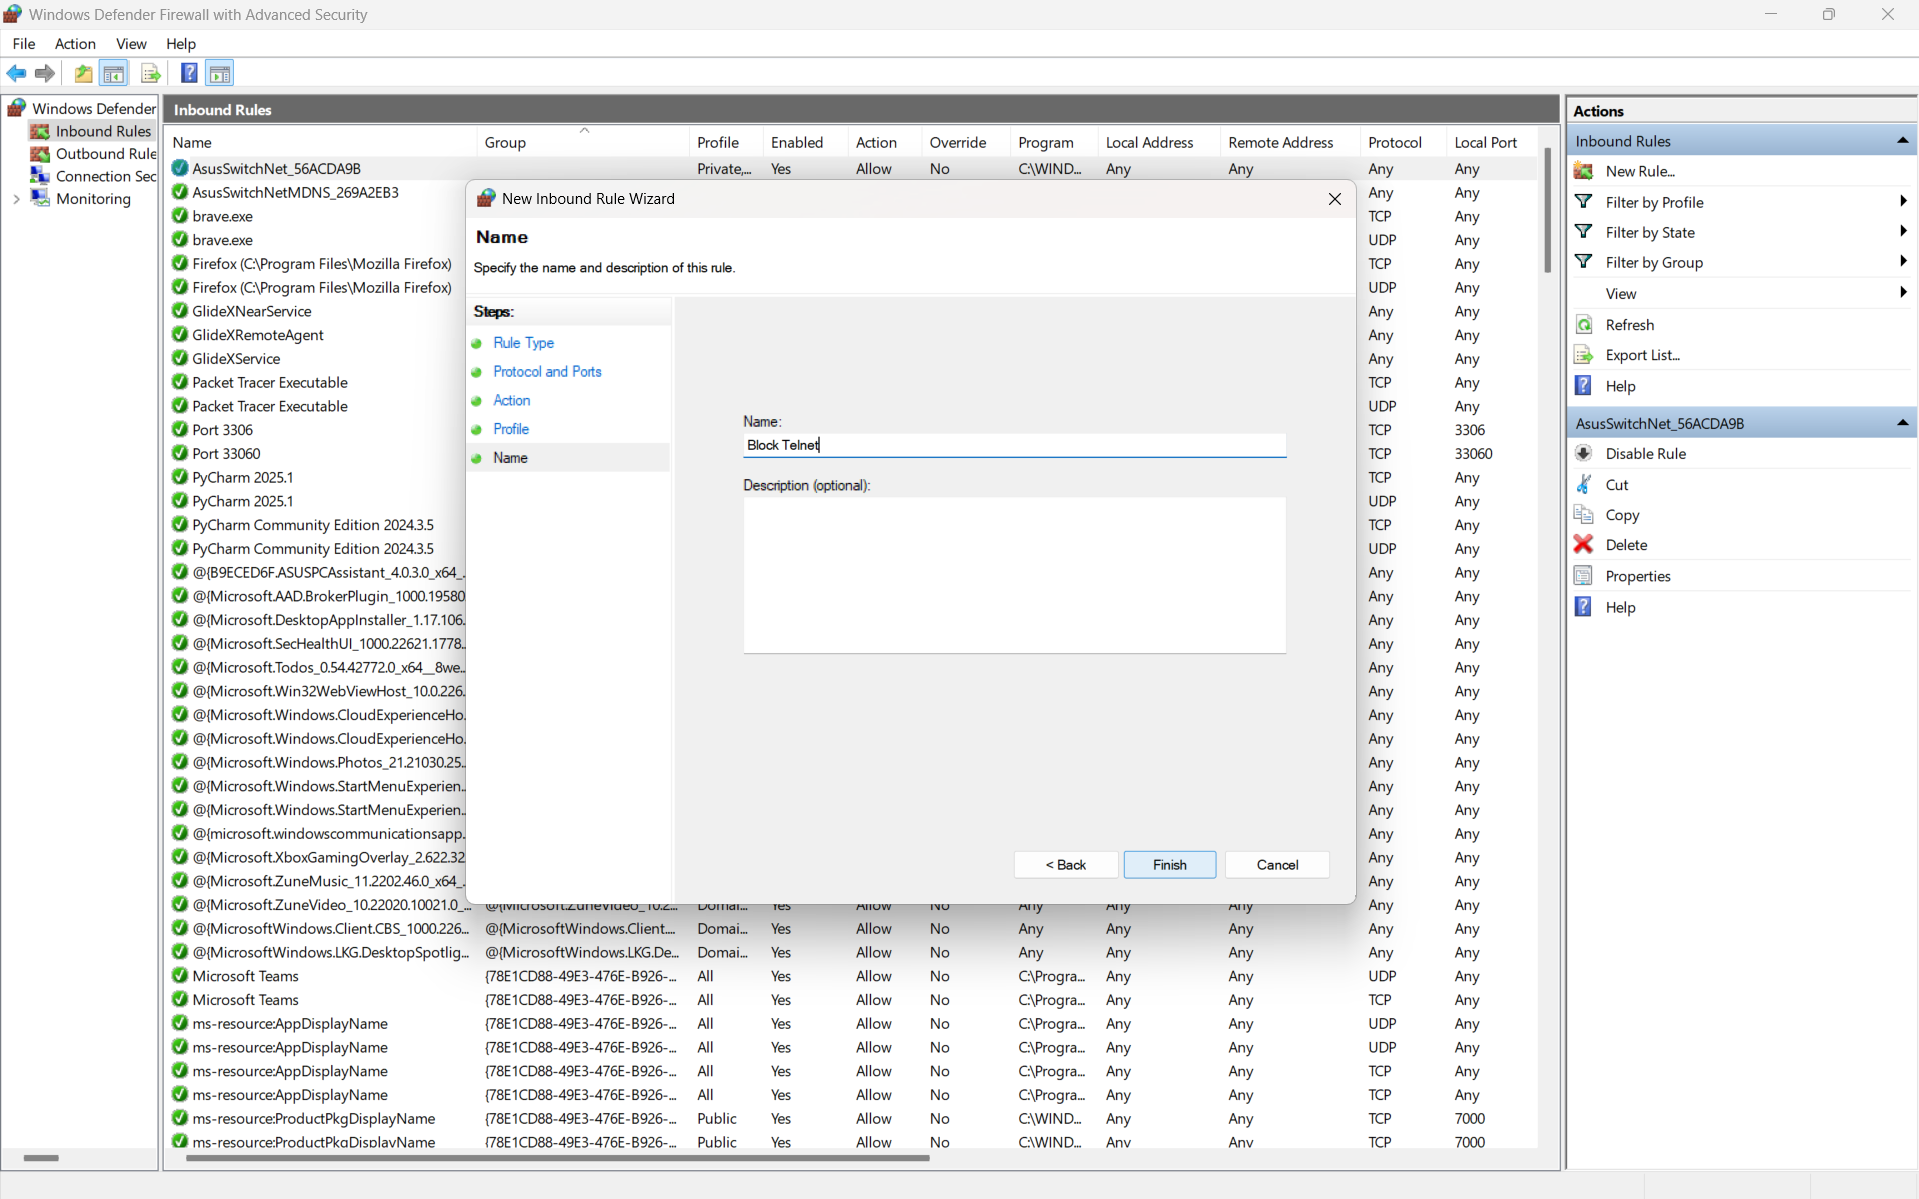 Windows Defender Firewall with Advanced Security
File Action View Help
Windows Defender
Inbound Rules
Outbound Rule
Connection Sec
Monitoring
Inbound Rules
Name Group Profile Enabled Action Override Program Local Address Remote Address Protocol Local Port
AsusSwitchNet_56ACDA9B Private,... Yes Allow No C:\WIND... Any Any Any Any
AsusSwitchNetMDNS_269A2EB3 Any Any
brave.exe TCP Any
brave.exe UDP Any
Firefox (C:\Program Files\Mozilla Firefox) TCP Any
Firefox (C:\Program Files\Mozilla Firefox) UDP Any
GlideXNearService Any Any
GlideXRemoteAgent Any Any
GlideXService Any Any
Packet Tracer Executable TCP Any
Packet Tracer Executable UDP Any
Port 3306 TCP 3306
Port 33060 TCP 33060
PyCharm 2025.1 TCP Any
PyCharm 2025.1 UDP Any
PyCharm Community Edition 2024.3.5 TCP Any
PyCharm Community Edition 2024.3.5 UDP Any
@{B9ECED6F.ASUSPCAssistant_4.0.3.0_x64_... Any Any
@{Microsoft.AAD.BrokerPlugin_1000.19580 Any Any
@{Microsoft.DesktopAppInstaller_1.17.106... Any Any
@{Microsoft.SecHealthUI_1000.22621.1778... Any Any
@{Microsoft.Todos_0.54.42772.0_x64__8we... Any Any
@{Microsoft.Win32WebViewHost_10.0.226... Any Any
@{Microsoft.Windows.CloudExperienceHo... Any Any
@{Microsoft.Windows.CloudExperienceHo... Any Any
@{Microsoft.Windows.Photos_21.21030.25... Any Any
@{Microsoft.Windows.StartMenuExperien... Any Any
@{Microsoft.Windows.StartMenuExperien... Any Any
@{microsoft.windowscommunicationsapp... Any Any
@{Microsoft.XboxGamingOverlay_2.622.32 Any Any
@{Microsoft.ZuneMusic_11.2202.46.0_x64_... Any Any
@{Microsoft.ZuneVideo_10.22020.10021.0_... @{Microsoft.ZuneVideo_10.2... Domai... Yes Allow No Any Any Any Any Any
@{MicrosoftWindows.Client.CBS_1000.226... @{MicrosoftWindows.Client.... Domai... Yes Allow No Any Any Any Any Any
@{MicrosoftWindows.LKG.DesktopSpotlig... @{MicrosoftWindows.LKG.De... Domai... Yes Allow No Any Any Any Any Any
Microsoft Teams {78E1CD88-49E3-476E-B926-... All Yes Allow No C:\Progra... Any Any UDP Any
Microsoft Teams {78E1CD88-49E3-476E-B926-... All Yes Allow No C:\Progra... Any Any TCP Any
ms-resource:AppDisplayName {78E1CD88-49E3-476E-B926-... All Yes Allow No C:\Progra... Any Any UDP Any
ms-resource:AppDisplayName {78E1CD88-49E3-476E-B926-... All Yes Allow No C:\Progra... Any Any UDP Any
ms-resource:AppDisplayName {78E1CD88-49E3-476E-B926-... All Yes Allow No C:\Progra... Any Any TCP Any
ms-resource:AppDisplayName {78E1CD88-49E3-476E-B926-... All Yes Allow No C:\Progra... Any Any TCP Any
ms-resource:ProductPkgDisplayName {78E1CD88-49E3-476E-B926-... Public Yes Allow No C:\WIND... Any Any TCP 7000
ms-resource:ProductPkgDisplayName {78E1CD88-49E3-476E-B926-... Public Yes Allow No C:\WIND... Any Any TCP 7000
New Inbound Rule Wizard
Name
Specify the name and description of this rule.
Steps:
Rule Type
Protocol and Ports
Action
Profile
Name
Name:
Block Telnet
Description (optional):
< Back Finish Cancel
Actions
Inbound Rules
New Rule...
Filter by Profile
Filter by State
Filter by Group
View
Refresh
Export List...
Help
AsusSwitchNet_56ACDA9B
Disable Rule
Cut
Copy
Delete
Properties
Help